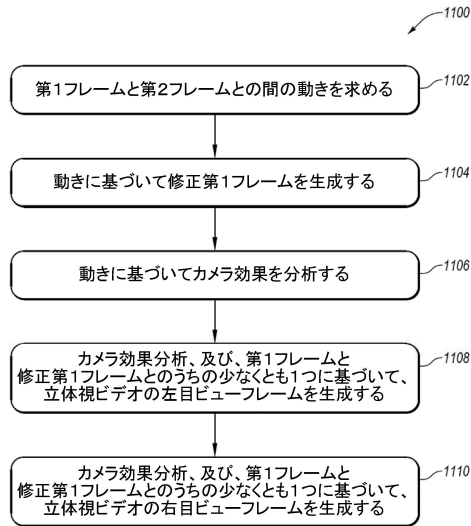 1100
第1フレームと第2フレームとの間の動きを求める
1102
動きに基づいて修正第1フレームを生成する
1104
動きに基づいてカメラ効果を分析する
1106
カメラ効果分析、及び、第1フレームと
修正第1フレームとのうちの少なくとも1つに基づいて、
立体視ビデオの左目ビューフレームを生成する
1108
カメラ効果分析、及び、第1フレームと
修正第1フレームとのうちの少なくとも1つに基づいて、
立体視ビデオの右目ビューフレームを生成する
1110